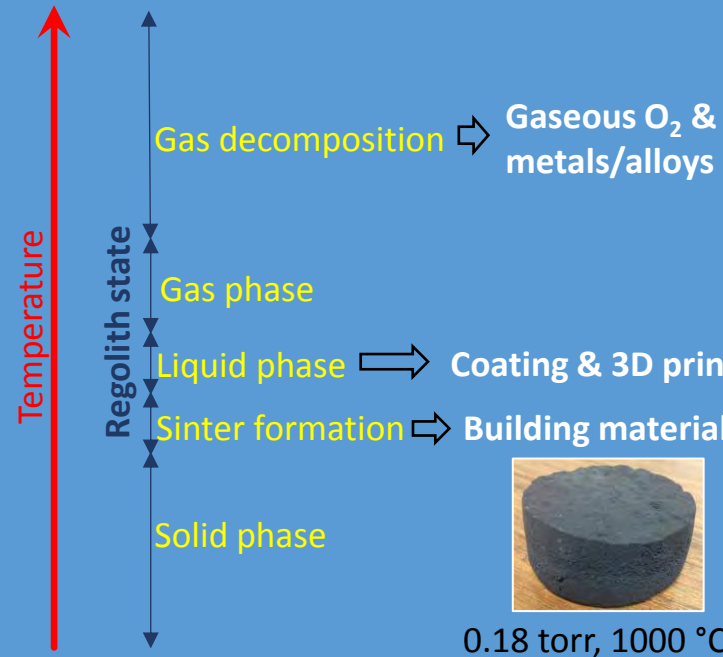 Temperature
Regolith state
Gas decomposition
Gaseous O₂ &
metals/alloys
Gas phase
Liquid phase
Coating & 3D prin
Sinter formation
Building material
Solid phase
0.18 torr, 1000 °C